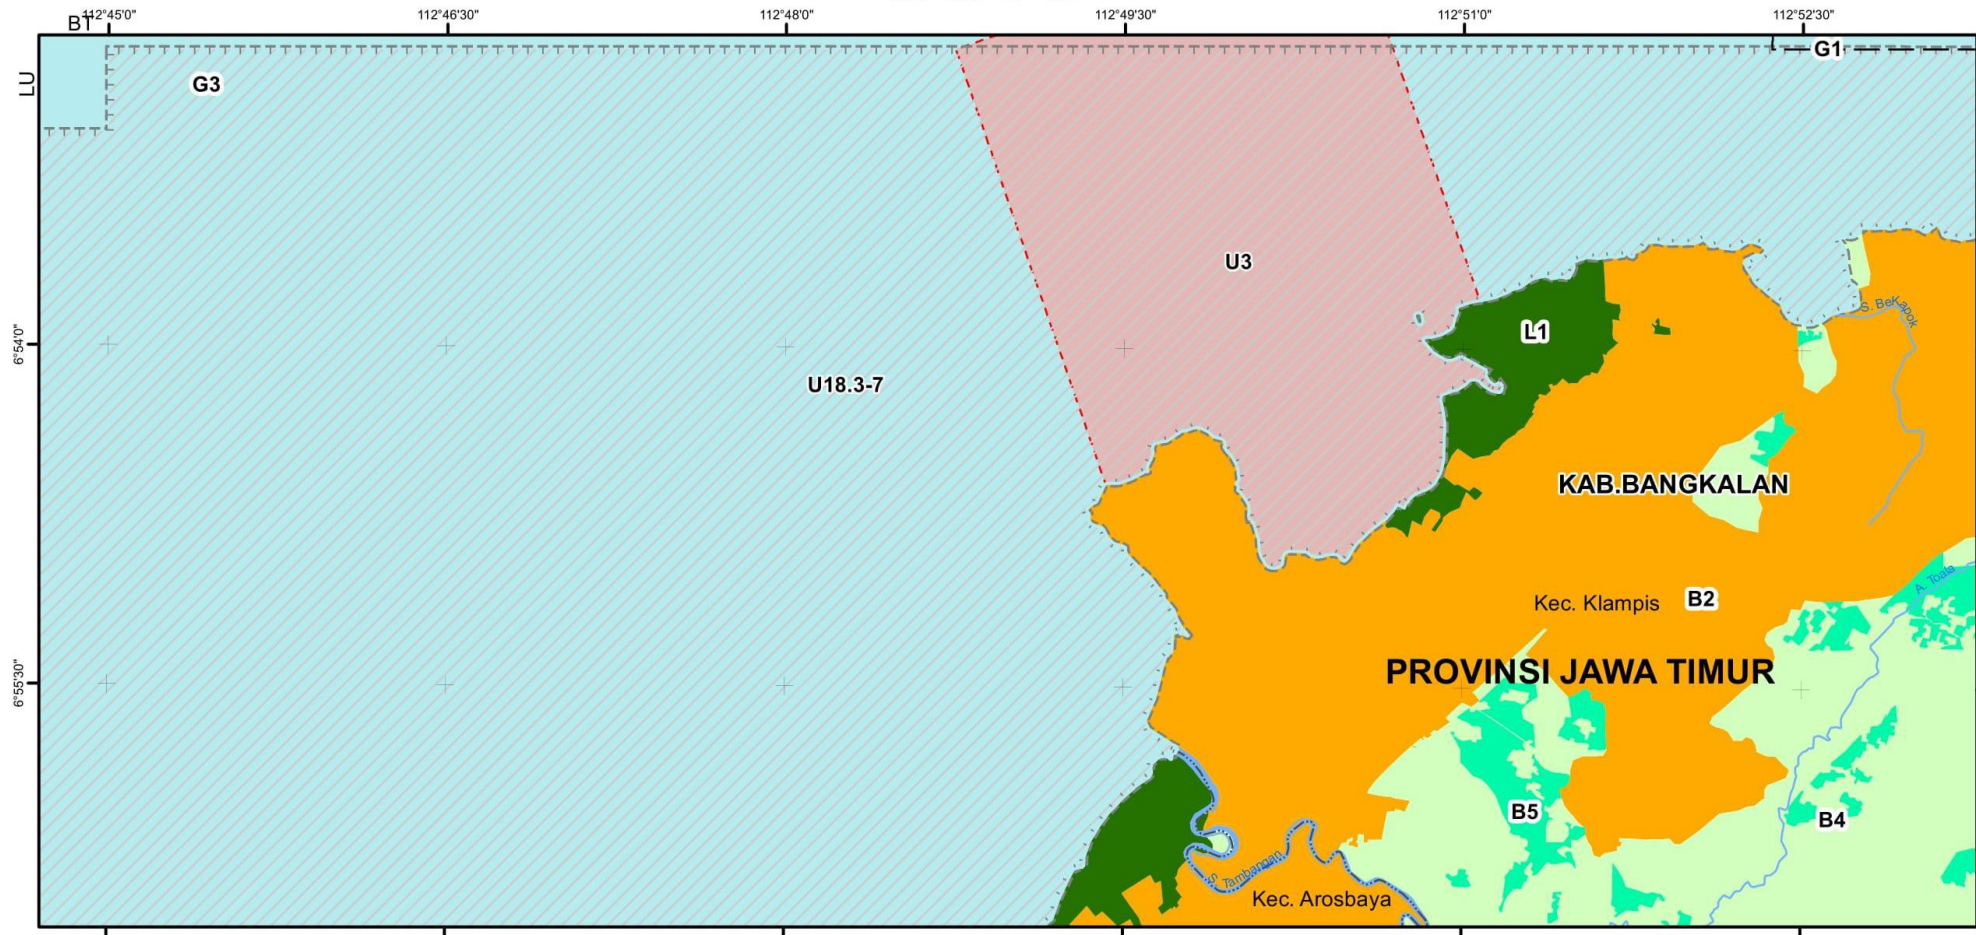 112°45'0"
112°46'30"
112°48'0"
112°49'30"
112°51'0"
112°52'30"
BT
LU
G1
G3
U3
S. BeKapok
L1
6°54'0"
U18.3-7
KAB.BANGKALAN
A. Toala
Kec. Klampis
B2
PROVINSI JAWA TIMUR
6°55'30"
B5
B4
S. Tambangan
Kec. Arosbaya